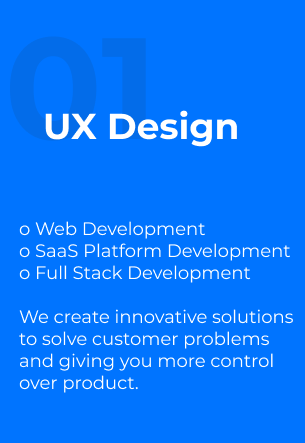 01
UX Design
o Web Development
o SaaS Platform Development
o Full Stack Development
We create innovative solutions
to solve customer problems
and giving you more control
over product.